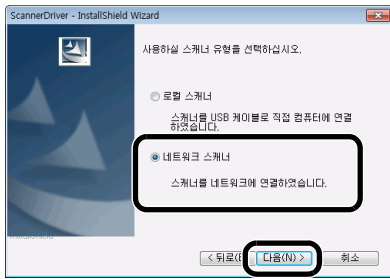 ScannerDriver - InstallShield Wizard
사용하실 스캐너 유형을 선택하십시오.
로컬 스캐너
스캐너를 USB 케이블로 직접 컴퓨터에 연결
하였습니다.
네트워크 스캐너
스캐너를 네트워크에 연결하였습니다.
InstallShield
< 뒤로(B 다음(N) > 취소